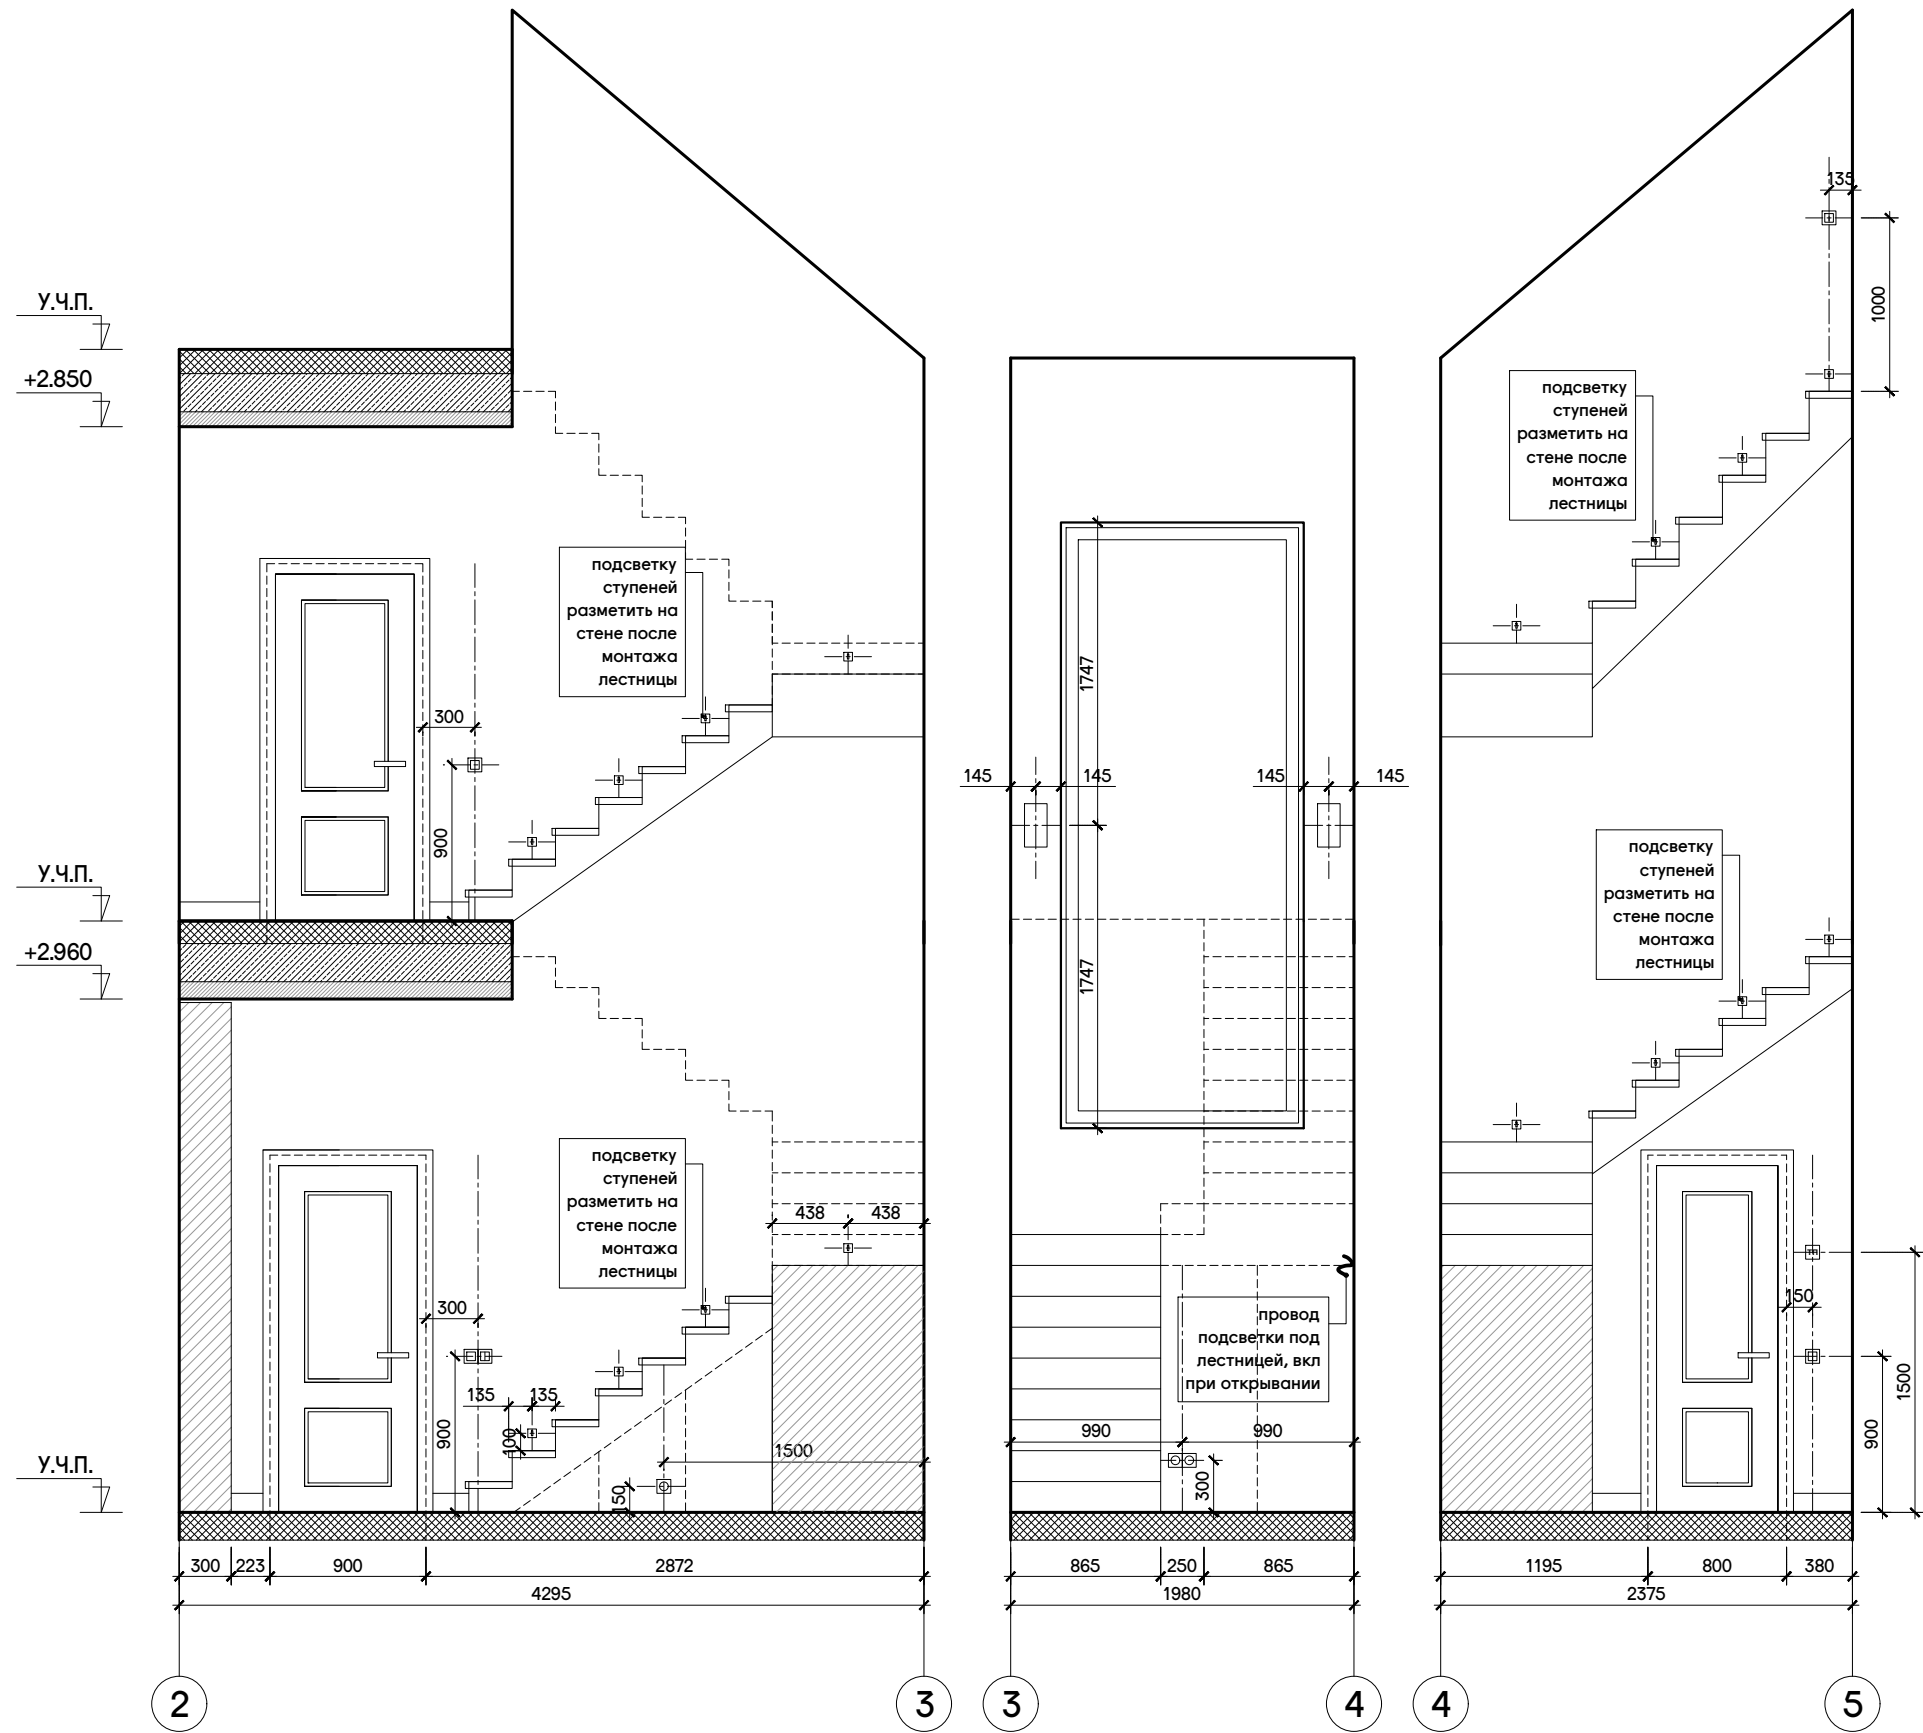 135
У.Ч.П.
1000
+2.850
подсветку
ступеней
разметить на
стене после
монтажа
лестницы
подсветку
ступеней
разметить на
стене после
монтажа
лестницы
1747
300
145
145
145
145
900
подсветку
ступеней
разметить на
стене после
монтажа
лестницы
У.Ч.П.
+2.960
1747
подсветку
ступеней
разметить на
стене после
монтажа
лестницы
438
438
300
150
провод
подсветки под
лестницей, вкл
при открывании
1500
135
135
900
100
990
990
900
1500
У.Ч.П.
150
300
300
223
900
2872
865
250
865
1195
800
380
4295
1980
2375
2
3
3
4
4
5